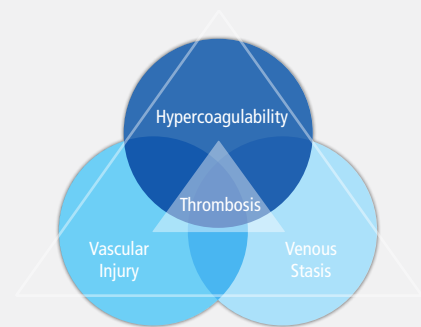 Hypercoagulability
Thrombosis
Vascular
Injury
Venous
Stasis